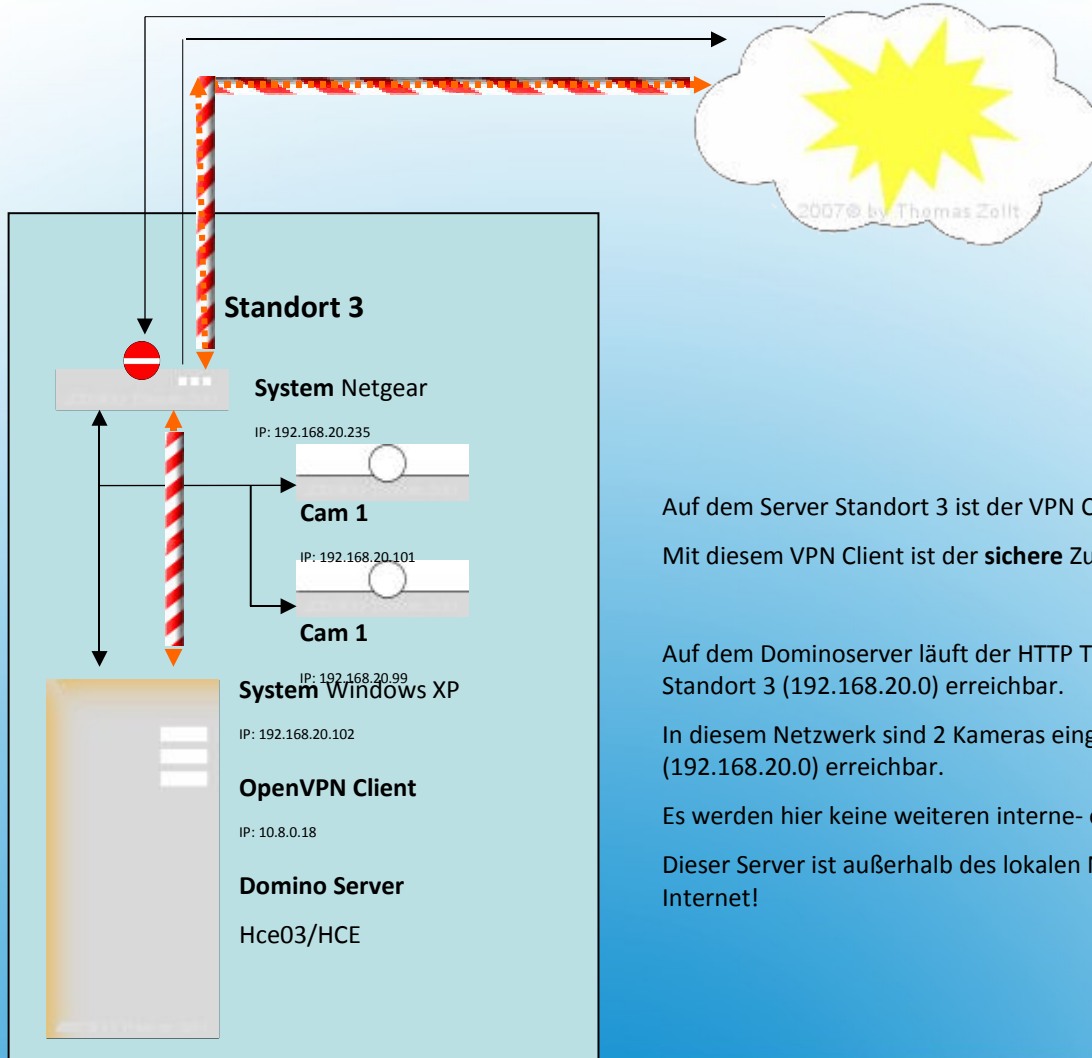 2007© by Thomas Zollt
Standort 3
System Netgear
IP: 192.168.20.235
Cam 1
IP: 192.168.20.101
Cam 1
IP: 192.168.20.99
System Windows XP
IP: 192.168.20.102
OpenVPN Client
IP: 10.8.0.18
Domino Server
Hce03/HCE
Auf dem Server Standort 3 ist der VPN
Mit diesem VPN Client ist der sichere
Auf dem Dominoserver läuft der HTTP
Standort 3 (192.168.20.0) erreichbar.
In diesem Netzwerk sind 2 Kameras
(192.168.20.0) erreichbar.
Es werden hier keine weiteren interne-
Dieser Server ist außerhalb des lokalen
Internet!